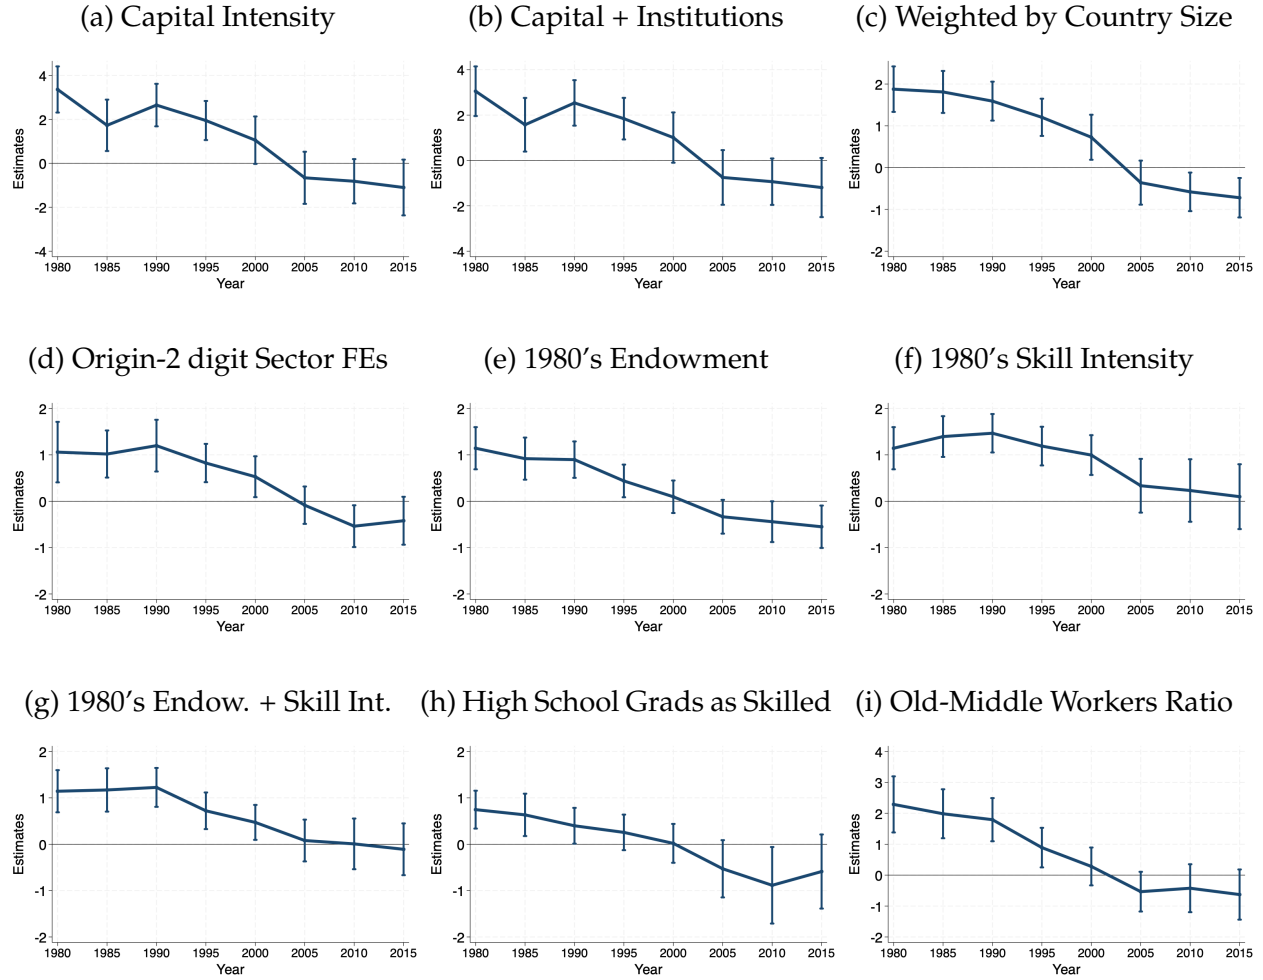 (a) Capital Intensity
Estimates
4
2
0
-2
-4
1980 1985 1990 1995 2000 2005 2010 2015
Year
(b) Capital + Institutions
Estimates
4
2
0
-2
-4
1980 1985 1990 1995 2000 2005 2010 2015
Year
(c) Weighted by Country Size
Estimates
2
1
0
-1
-2
1980 1985 1990 1995 2000 2005 2010 2015
Year
(d) Origin-2 digit Sector FEs
Estimates
2
1
0
-1
-2
1980 1985 1990 1995 2000 2005 2010 2015
Year
(e) 1980's Endowment
Estimates
2
1
0
-1
-2
1980 1985 1990 1995 2000 2005 2010 2015
Year
(f) 1980's Skill Intensity
Estimates
2
1
0
-1
-2
1980 1985 1990 1995 2000 2005 2010 2015
Year
(g) 1980's Endow. + Skill Int.
Estimates
2
1
0
-1
-2
1980 1985 1990 1995 2000 2005 2010 2015
Year
(h) High School Grads as Skilled
Estimates
2
1
0
-1
-2
1980 1985 1990 1995 2000 2005 2010 2015
Year
(i) Old-Middle Workers Ratio
Estimates
4
3
2
1
0
-1
-2
1980 1985 1990 1995 2000 2005 2010 2015
Year